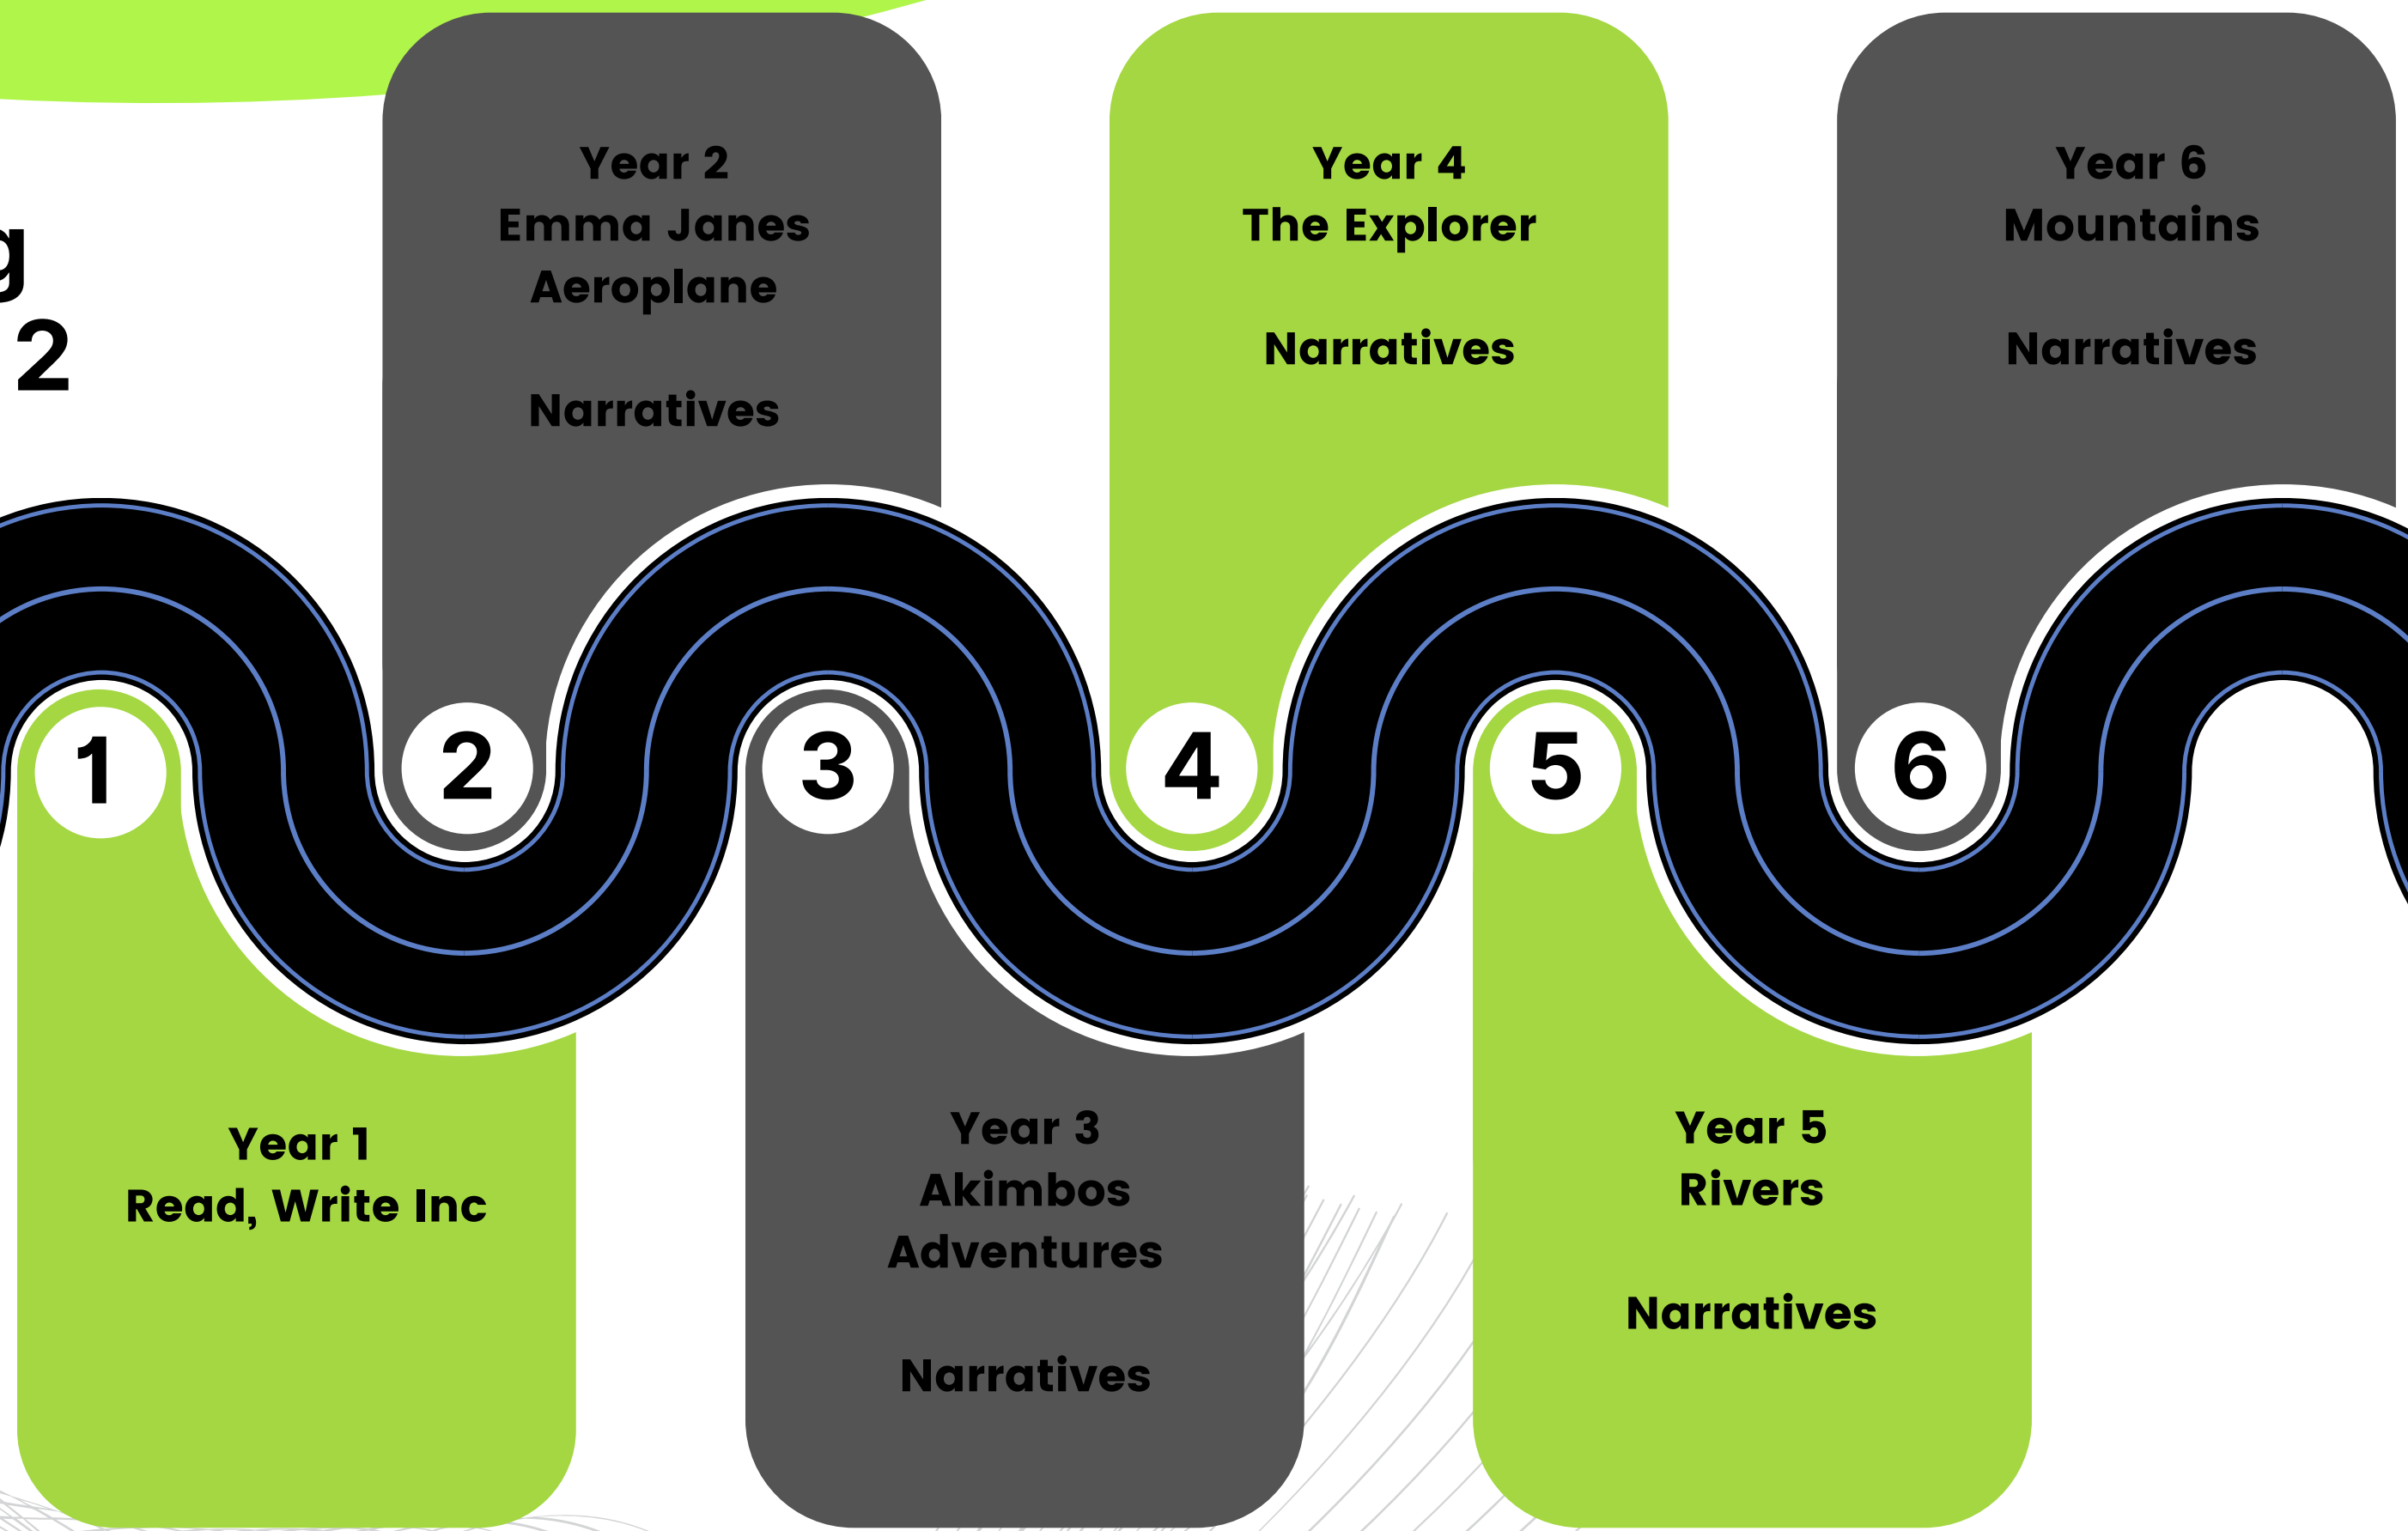 g
2
Year 2
Emma Janes
Aeroplane
Narratives
Year 4
The Explorer
Narratives
Year 6
Mountains
Narratives
1
2
3
4
5
6
Year 1
Read, Write Inc
Year 3
Akimbos
Adventures
Narratives
Year 5
Rivers
Narratives